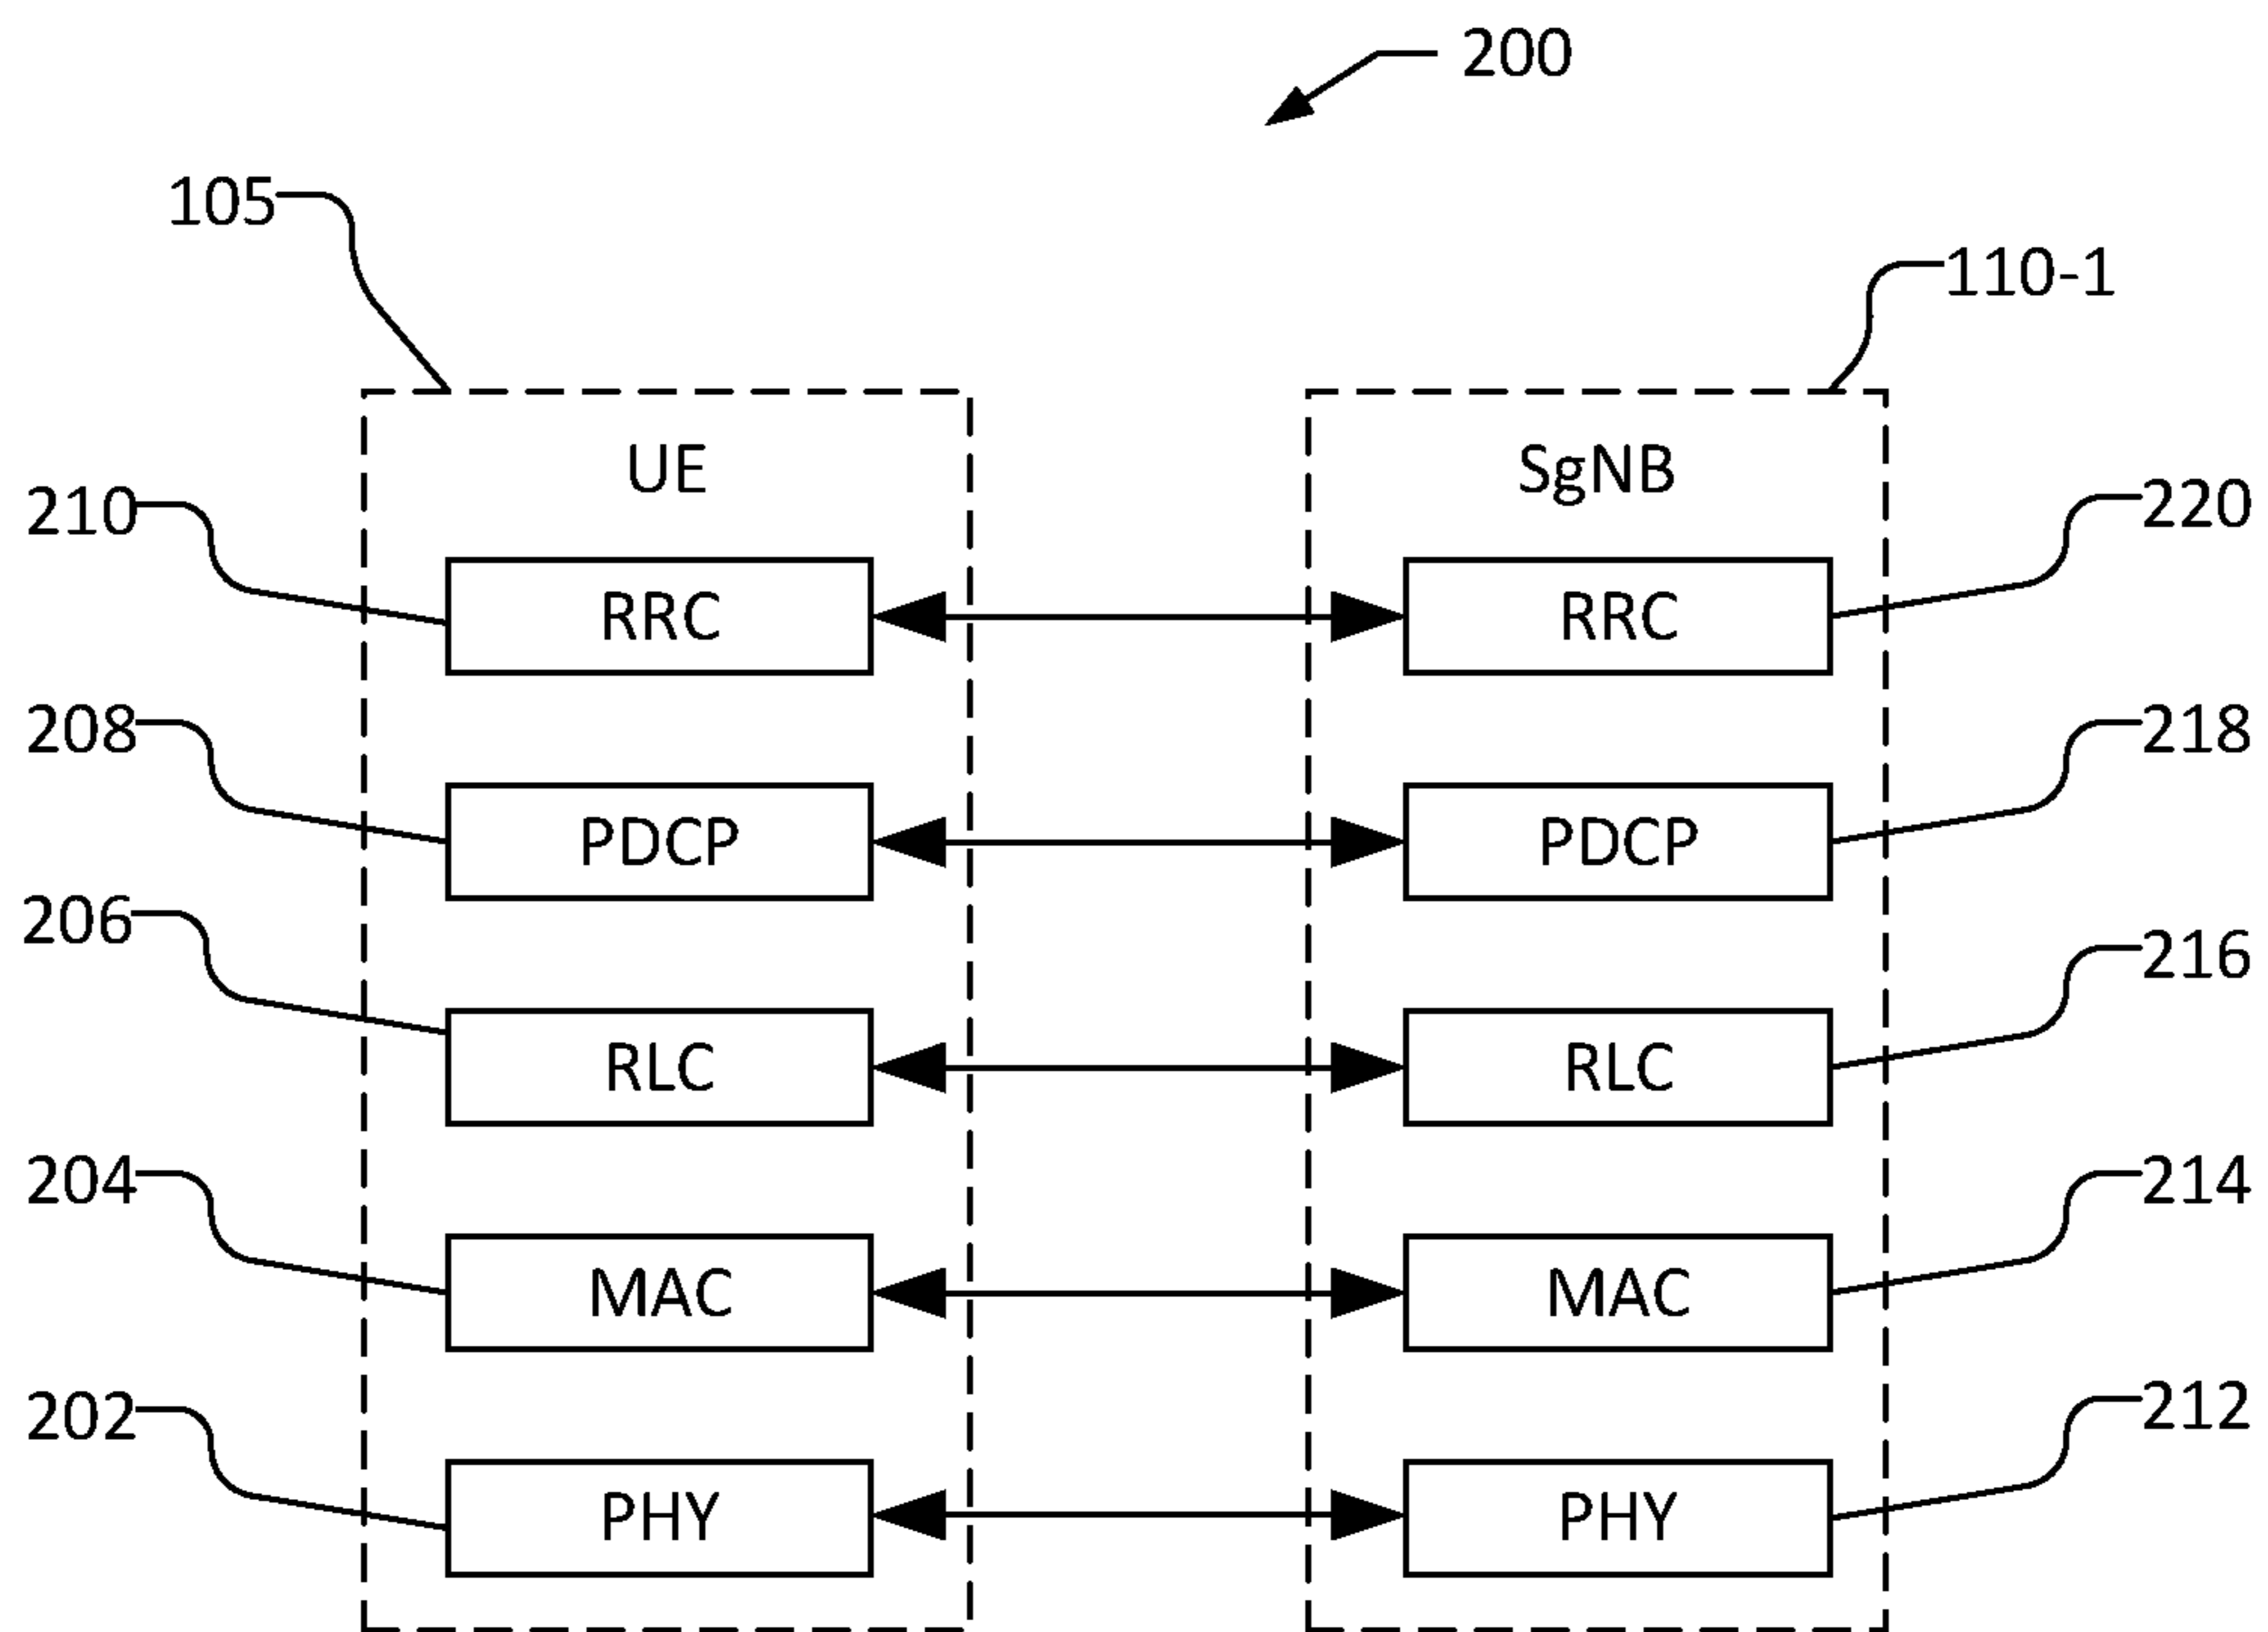 200
105
110-1
UE
SgNB
210
220
RRC
RRC
208
218
PDCP
PDCP
206
216
RLC
RLC
204
214
MAC
MAC
202
212
PHY
PHY